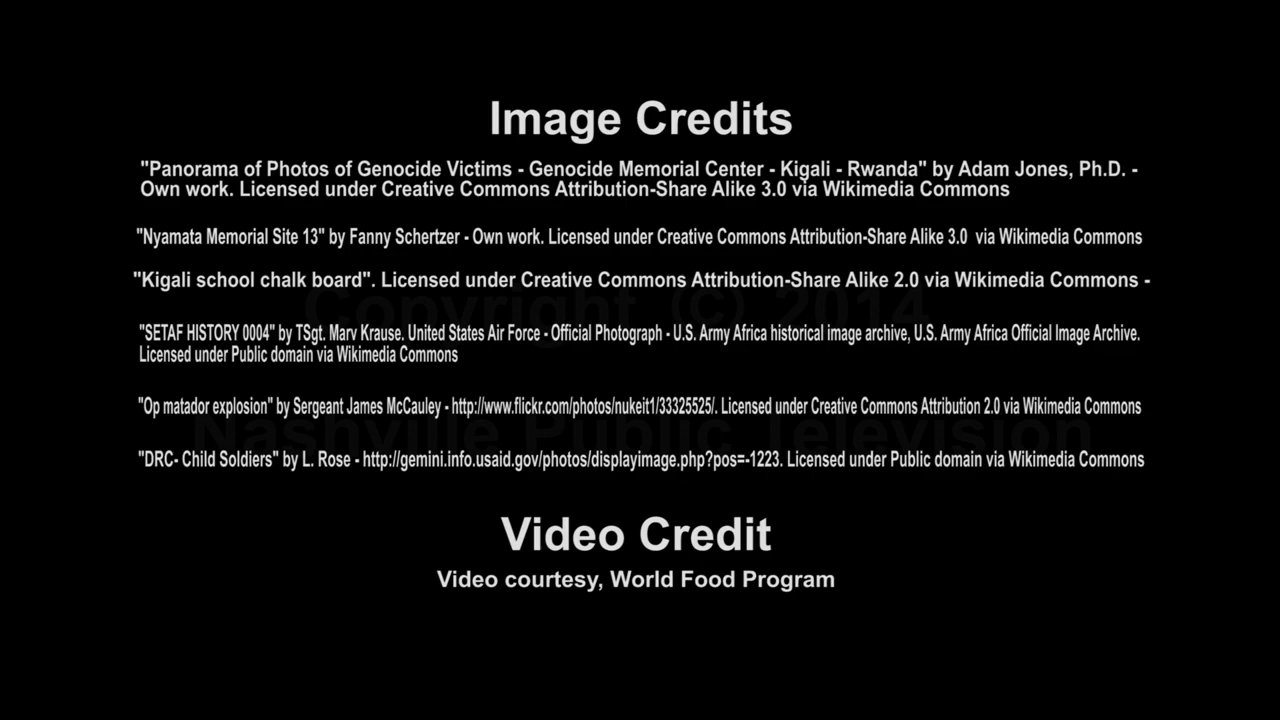 Image Credits
"Panorama of Photos of Genocide Victims - Genocide Memorial Center - Kigali - Rwanda" by Adam Jones, Ph.D. -
Own work. Licensed under Creative Commons Attribution-Share Alike 3.0 via Wikimedia Commons
"Nyamata Memorial Site 13" by Fanny Schertzer - Own work. Licensed under Creative Commons Attribution-Share Alike 3.0  via Wikimedia Commons
"Kigali school chalk board". Licensed under Creative Commons Attribution-Share Alike 2.0 via Wikimedia Commons -
Copyright © 2014
"SETAF HISTORY 0004" by TSgt. Marv Krause. United States Air Force - Official Photograph - U.S. Army Africa historical image archive, U.S. Army Africa Official Image Archive.
Licensed under Public domain via Wikimedia Commons
"Op matador explosion" by Sergeant James McCauley - http://www.flickr.com/photos/nukeit1/33325525/. Licensed under Creative Commons Attribution 2.0 via Wikimedia Commons
Nashville Public Television
"DRC- Child Soldiers" by L. Rose - http://gemini.info.usaid.gov/photos/displayimage.php?pos=-1223. Licensed under Public domain via Wikimedia Commons
Video Credit
Video courtesy, World Food Program